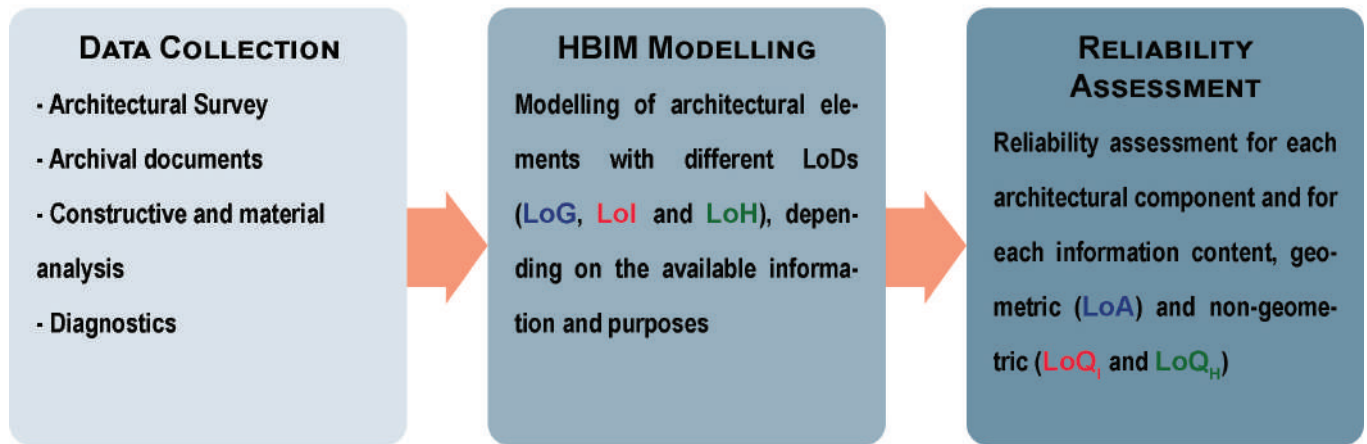 DATA COLLECTION
- Architectural Survey
- Archival documents
- Constructive and material
analysis
- Diagnostics
HBIM MODELLING
Modelling of architectural ele-
ments with different LoDs
(LoG, LoI and LoH), depen-
ding on the available informa-
tion and purposes
RELIABILITY
ASSESSMENT
Reliability assessment for each
architectural component and for
each information content, geo-
metric (LoA) and non-geome-
tric (LoQI and LoQH)